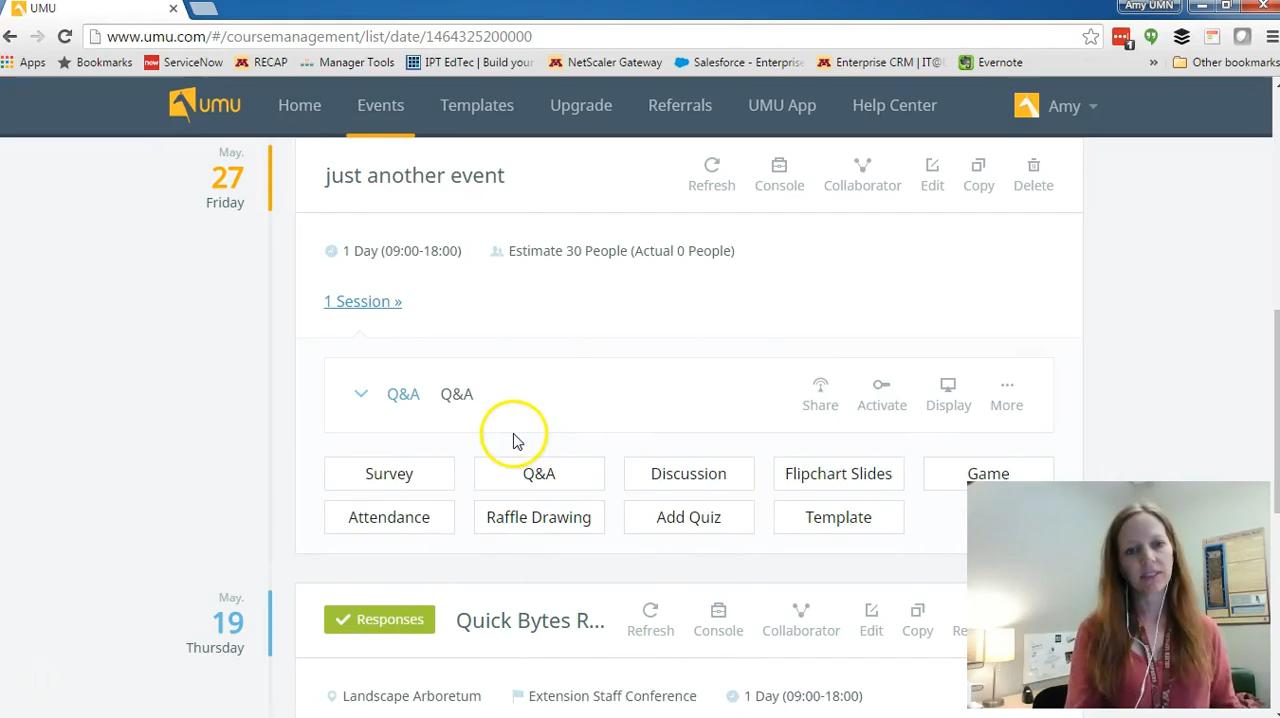 UMU
Amy UMN
www.umu.com/#/coursemanagement/list/date/1464325200000
1
Apps Bookmarks now ServiceNow RECAP Manager Tools IPT EdTec | Build your NetScaler Gateway Salesforce - Enterprise Enterprise CRM | IT@ Evernote » Other bookmarks
umu Home Events Templates Upgrade Referrals UMU App Help Center Amy
May.
27
Friday
just another event
Refresh Console Collaborator Edit Copy Delete
1 Day (09:00-18:00) Estimate 30 People (Actual 0 People)
1 Session »
Q&A Q&A
Share Activate Display More
Survey Q&A Discussion Flipchart Slides Game
Attendance Raffle Drawing Add Quiz Template
May.
19
Thursday
Responses Quick Bytes R...
Refresh Console Collaborator Edit Copy Re
Landscape Arboretum Extension Staff Conference 1 Day (09:00-18:00)